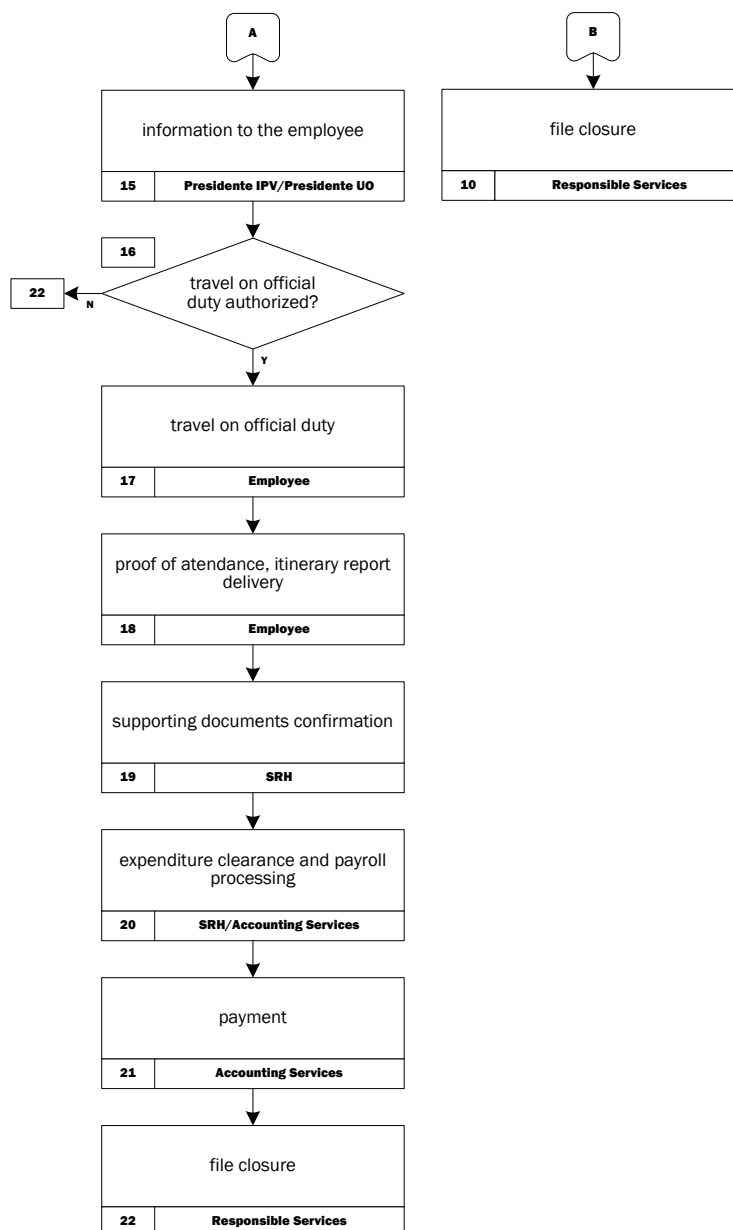 A
B
information to the employee
15
Presidente IPV/Presidente UO
file closure
10
Responsible Services
16
travel on official
duty authorized?
22
N
Y
travel on official duty
17
Employee
proof of atendance, itinerary report
delivery
18
Employee
supporting documents confirmation
19
SRH
expenditure clearance and payroll
processing
20
SRH/Accounting Services
payment
21
Accounting Services
file closure
22
Responsible Services